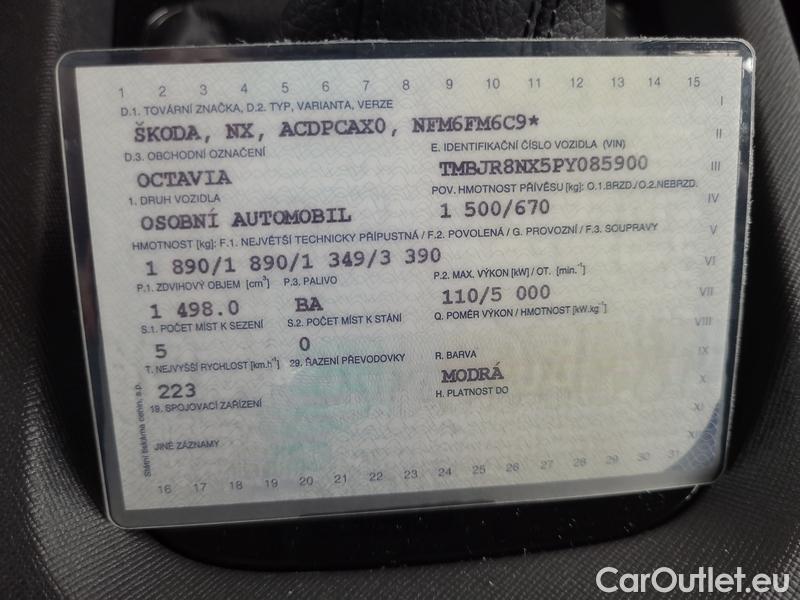 1 2 3 4 5 6 7 8 9 10 11 12 13 14 15
D.1. TOVÁRNÍ ZNAČKA, D.2. TYP, VARIANTA, VERZE
I
ŠKODA, NX, ACDPCAX0, NFM6FM6C9*
II
D.3. OBCHODNÍ OZNAČENÍ
E. IDENTIFIKAČNÍ ČÍSLO VOZIDLA (VIN)
OCTAVIA
TMBJR8NX5PY085900
III
1. DRUH VOZIDLA
POV. HMOTNOST PŘÍVĚSU [kg]: O.1.BRZD./O.2.NEBRZD.
OSOBNÍ AUTOMOBIL
1 500/670
IV
HMOTNOST [kg]: F.1. NEJVĚTŠÍ TECHNICKY PŘÍPUSTNÁ / F.2. POVOLENÁ / G. PROVOZNÍ / F.3. SOUPRAVY
V
1 890/1 890/1 349/3 390
VI
P.1. ZDVIHOVÝ OBJEM [cm³]
P.3. PALIVO
P.2. MAX. VÝKON [kW] / OT. [min.⁻¹]
1 498.0
BA
110/5 000
VII
S.1. POČET MÍST K SEZENÍ
S.2. POČET MÍST K STÁNÍ
Q. POMĚR VÝKON / HMOTNOST [kW.kg⁻¹]
VIII
5
0
T. NEJVYŠŠÍ RYCHLOST [km.h⁻¹]
29. ŘAZENÍ PŘEVODOVKY
R. BARVA
IX
223
MODRÁ
X
18. SPOJOVACÍ ZAŘÍZENÍ
H. PLATNOST DO
XI
JINÉ ZÁZNAMY
Státní tiskárna cenin, s.p.
16 17 18 19 20 21 22 23 24 25 26 27 28 29 30 31
CarOutlet.eu